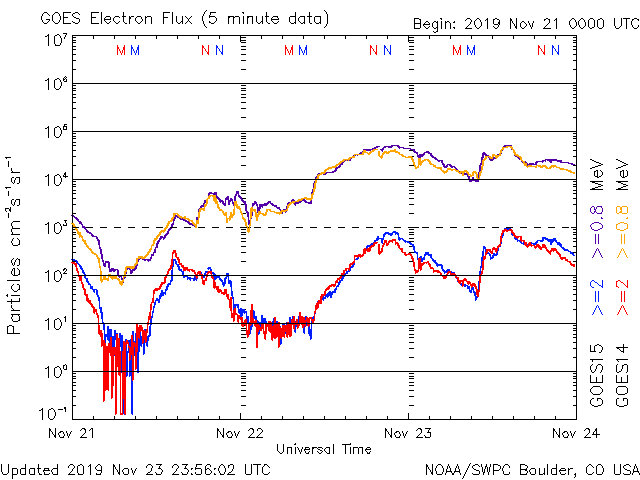 GOES Electron Flux (5 minute data)
Begin: 2019 Nov 21 0000 UTC
10⁷
M M N N M M N N M M N N
10⁶
10⁵
10⁴
10³
10²
10¹
10⁰
10⁻¹
Particles cm⁻²s⁻¹sr⁻¹
GOES15 >=2 >=0.8 MeV
GOES14 >=2 >=0.8 MeV
Nov 21 Nov 22 Nov 23 Nov 24
Universal Time
Updated 2019 Nov 23 23:56:02 UTC
NOAA/SWPC Boulder, CO USA